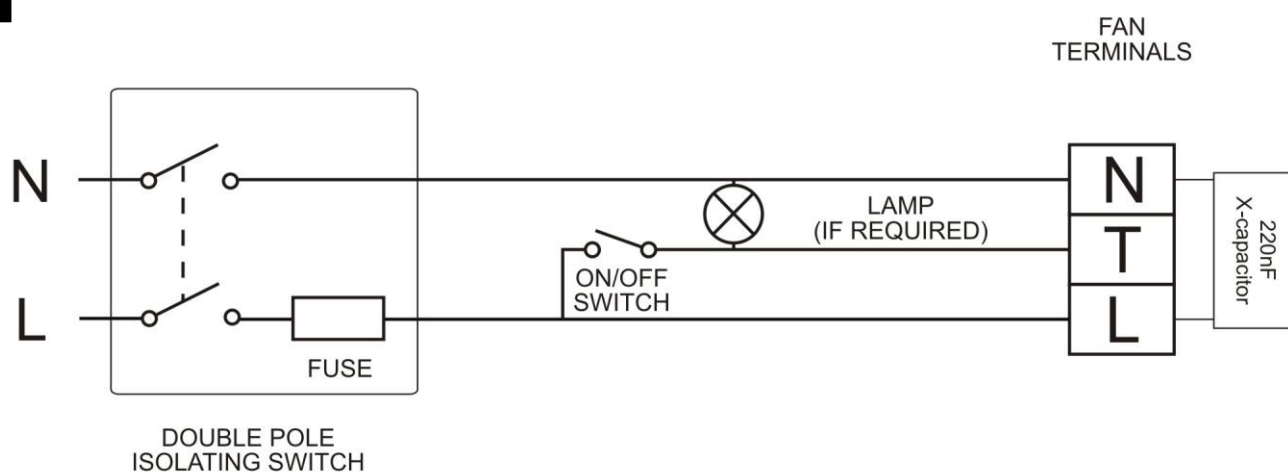 FAN
TERMINALS
N
N
LAMP
(IF REQUIRED)
T
220nF
X-capacitor
ON/OFF
SWITCH
L
L
FUSE
DOUBLE POLE
ISOLATING SWITCH